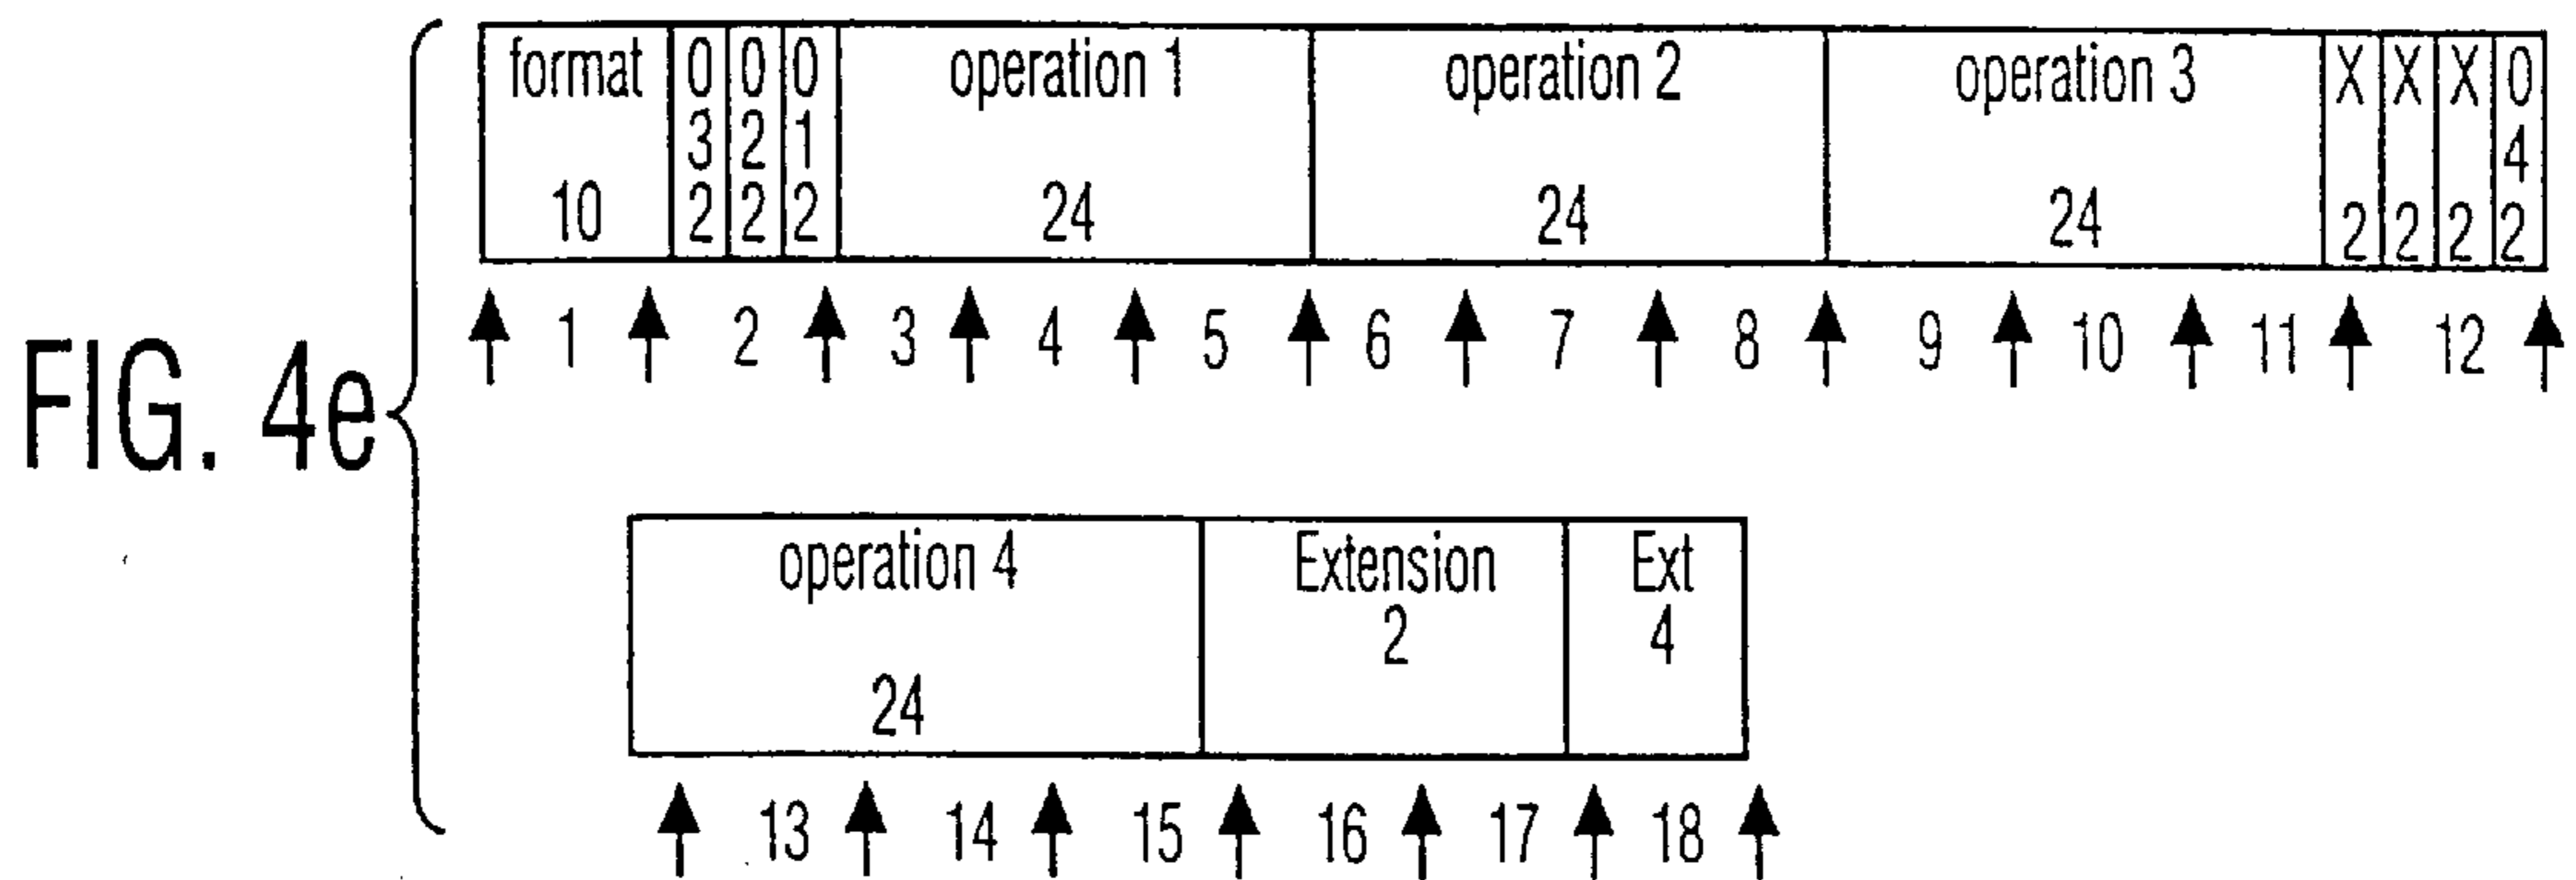 FIG. 4e
format 0 0 0 operation 1 operation 2 operation 3 X X X 0
3 2 1 4
10 2 2 2 24 24 24 2 2 2 2
1 2 3 4 5 6 7 8 9 10 11 12
operation 4 Extension Ext
2 4
24
13 14 15 16 17 18